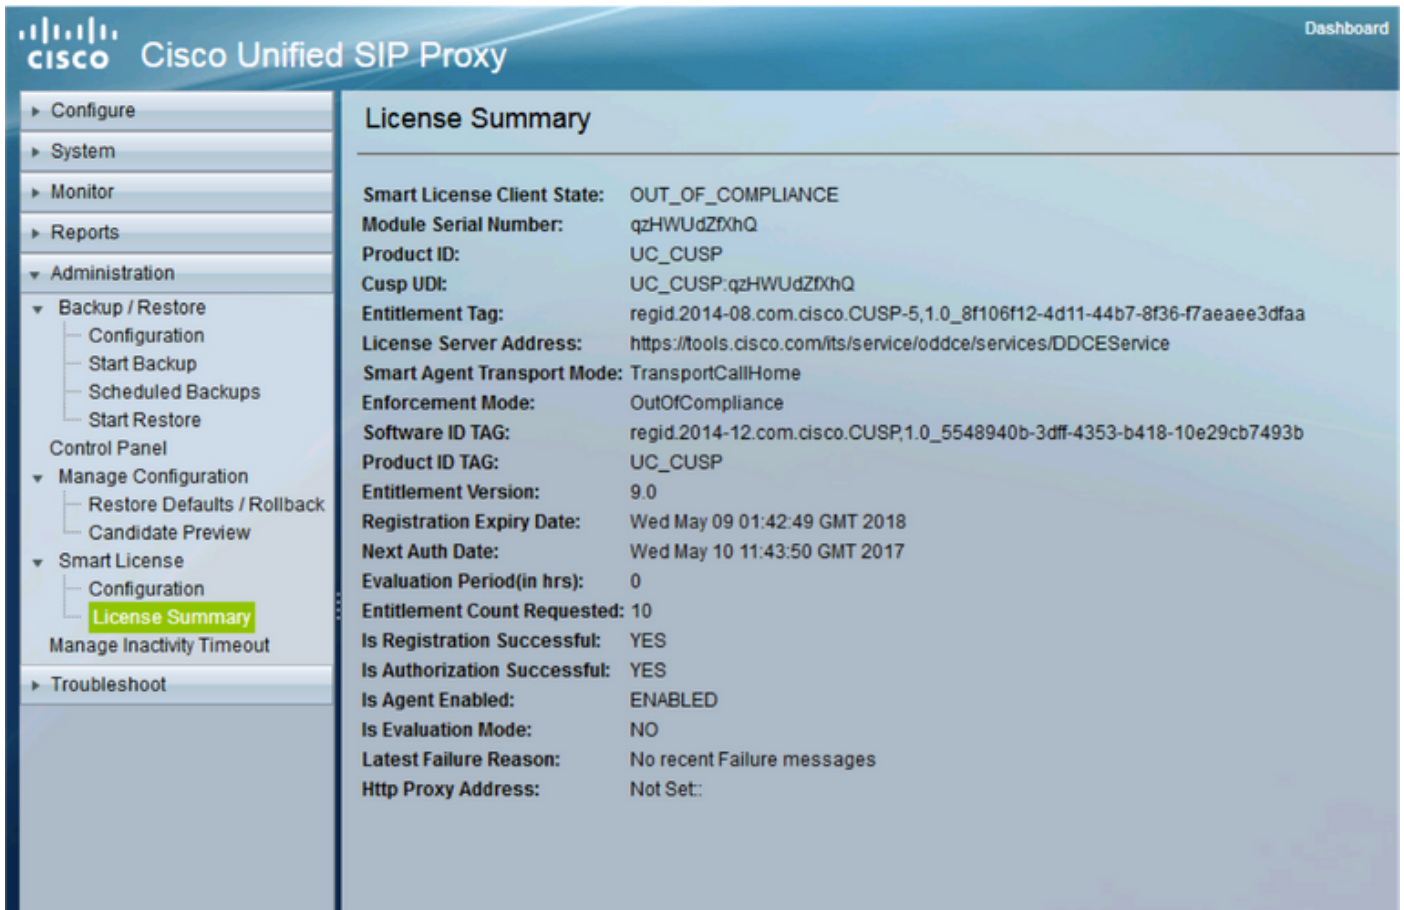 Dashboard
CISCO
Cisco Unified SIP Proxy
Configure
System
Monitor
Reports
Administration
Backup / Restore
Configuration
Start Backup
Scheduled Backups
Start Restore
Control Panel
Manage Configuration
Restore Defaults / Rollback
Candidate Preview
Smart License
Configuration
License Summary
Manage Inactivity Timeout
Troubleshoot
License Summary
Smart License Client State: OUT_OF_COMPLIANCE
Module Serial Number: qzHWUdZfXhQ
Product ID: UC_CUSP
Cusp UDI: UC_CUSP:qzHWUdZfXhQ
Entitlement Tag: regid.2014-08.com.cisco.CUSP-5,1.0_8f106f12-4d11-44b7-8f36-f7aeaee3dfaa
License Server Address: https://tools.cisco.com/its/service/oddce/services/DDCEService
Smart Agent Transport Mode: TransportCallHome
Enforcement Mode: OutOfCompliance
Software ID TAG: regid.2014-12.com.cisco.CUSP,1.0_5548940b-3dff-4353-b418-10e29cb7493b
Product ID TAG: UC_CUSP
Entitlement Version: 9.0
Registration Expiry Date: Wed May 09 01:42:49 GMT 2018
Next Auth Date: Wed May 10 11:43:50 GMT 2017
Evaluation Period(in hrs): 0
Entitlement Count Requested: 10
Is Registration Successful: YES
Is Authorization Successful: YES
Is Agent Enabled: ENABLED
Is Evaluation Mode: NO
Latest Failure Reason: No recent Failure messages
Http Proxy Address: Not Set::